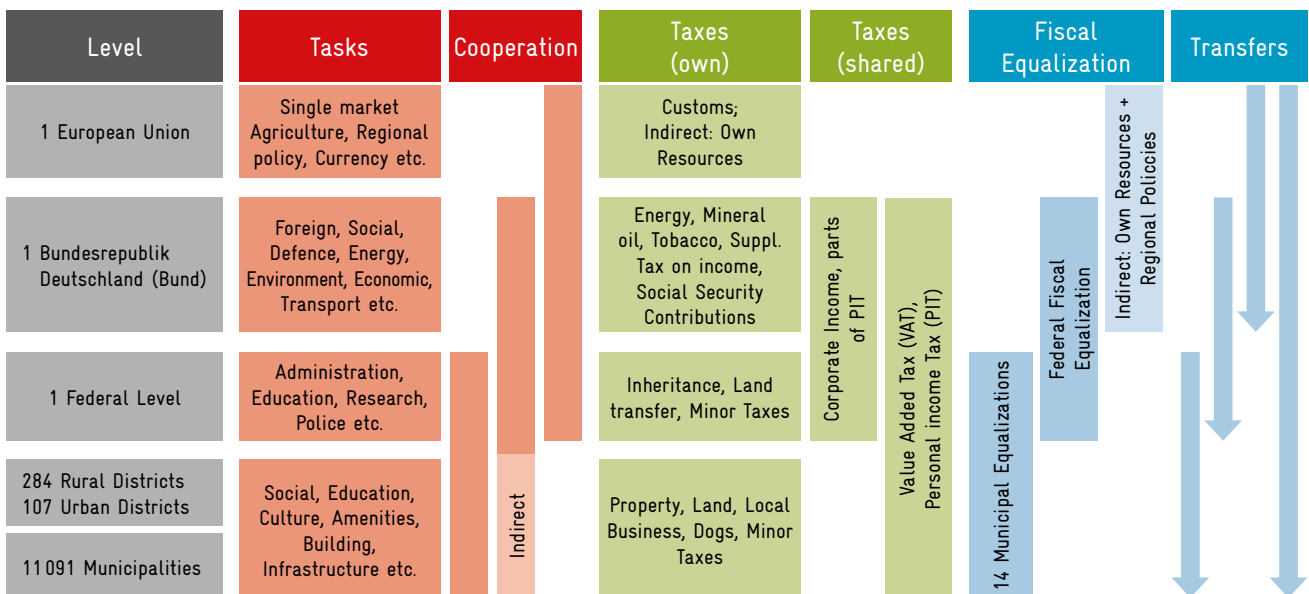 Level
Tasks
Cooperation
Taxes
(own)
Taxes
(shared)
Fiscal
Equalization
Transfers
1 European Union
Single market
Agriculture, Regional
policy, Currency etc.
Customs;
Indirect: Own
Resources
Indirect: Own Resources +
Regional Policcies
1 Bundesrepublik
Deutschland (Bund)
Foreign, Social,
Defence, Energy,
Environment, Economic,
Transport etc.
Energy, Mineral
oil, Tobacco, Suppl.
Tax on income,
Social Security
Contributions
Corporate Income, parts
of PIT
Value Added Tax (VAT),
Personal income Tax (PIT)
Federal Fiscal
Equalization
1 Federal Level
Administration,
Education, Research,
Police etc.
Inheritance, Land
transfer, Minor Taxes
14 Municipal Equalizations
284 Rural Districts
107 Urban Districts
11 091 Municipalities
Social, Education,
Culture, Amenities,
Building,
Infrastructure etc.
Indirect
Property, Land, Local
Business, Dogs, Minor
Taxes